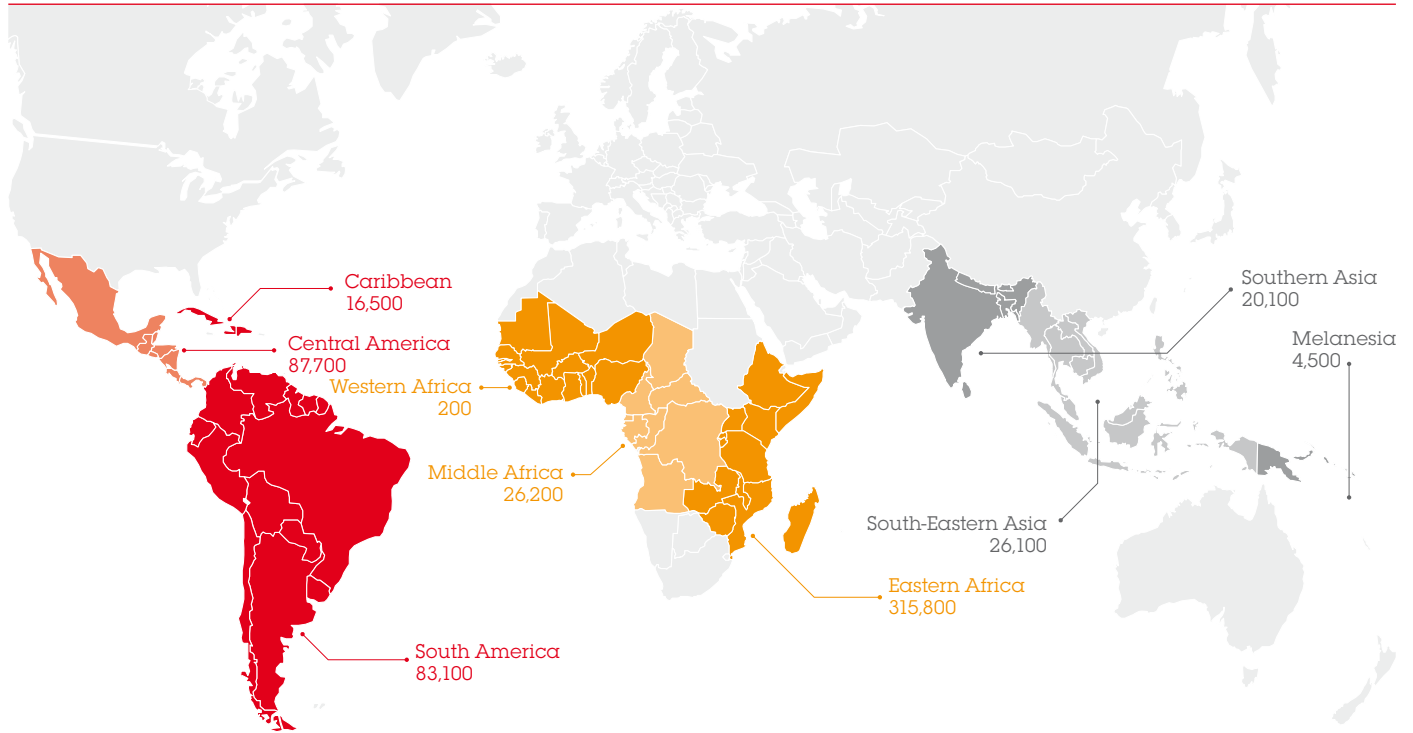 Caribbean
16,500
Central America
87,700
Western Africa
200
Middle Africa
26,200
South America
83,100
Eastern Africa
315,800
Southern Asia
20,100
Melanesia
4,500
South-Eastern Asia
26,100